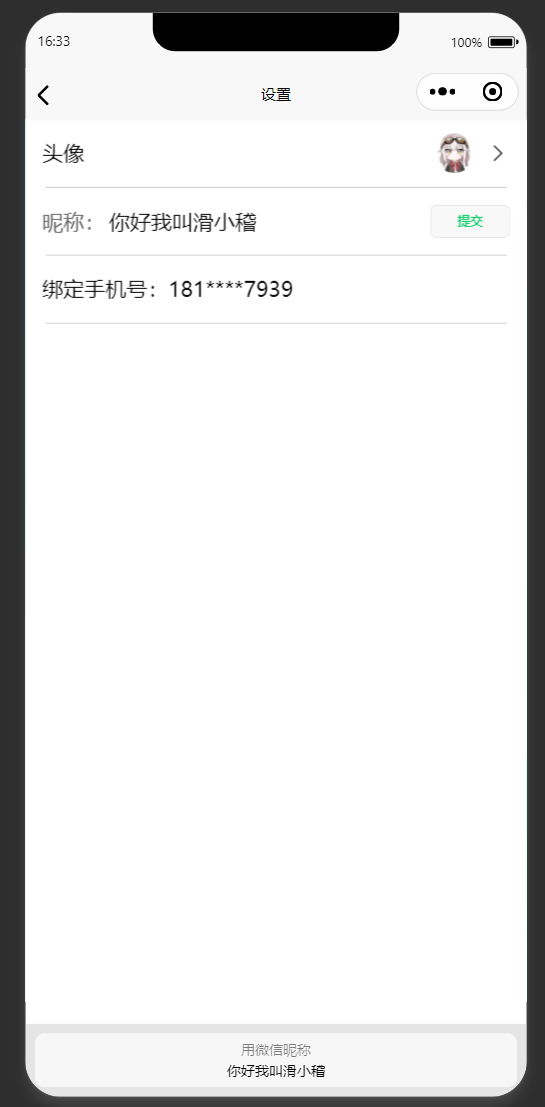 16:33
100%
设置
头像
昵称： 你好我叫滑小稽
提交
绑定手机号：181****7939
用微信昵称
你好我叫滑小稽